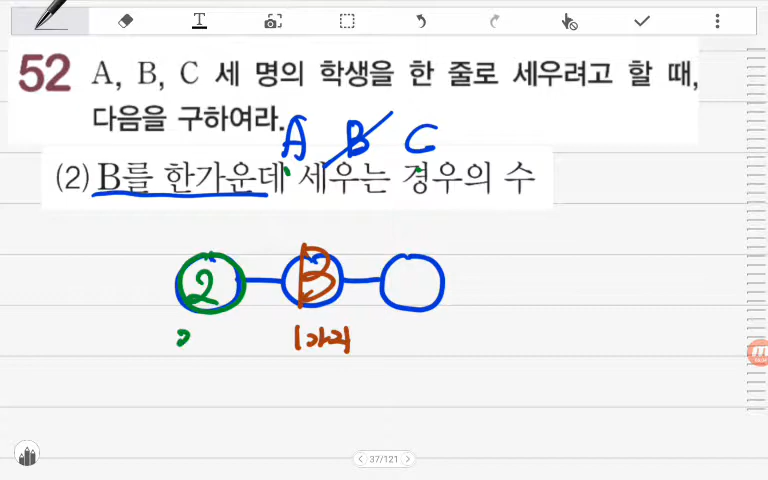 T
52 A, B, C 세 명의 학생을 한 줄로 세우려고 할 때,
다음을 구하여라.
A B C
(2) B를 한가운데 세우는 경우의 수
2 B
1가지
37/121